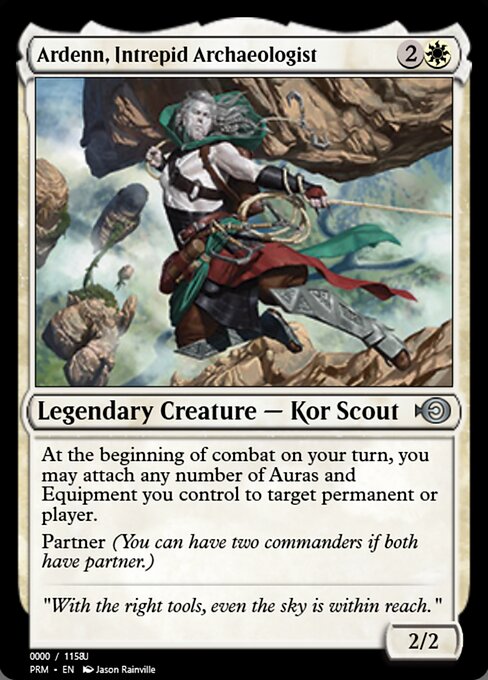 Ardenn, Intrepid Archaeologist 2
Legendary Creature — Kor Scout
At the beginning of combat on your turn, you
may attach any number of Auras and
Equipment you control to target permanent or
player.
Partner (You can have two commanders if both
have partner.)
"With the right tools, even the sky is within reach."
2/2
0000 / 1158U
PRM • EN Jason Rainville